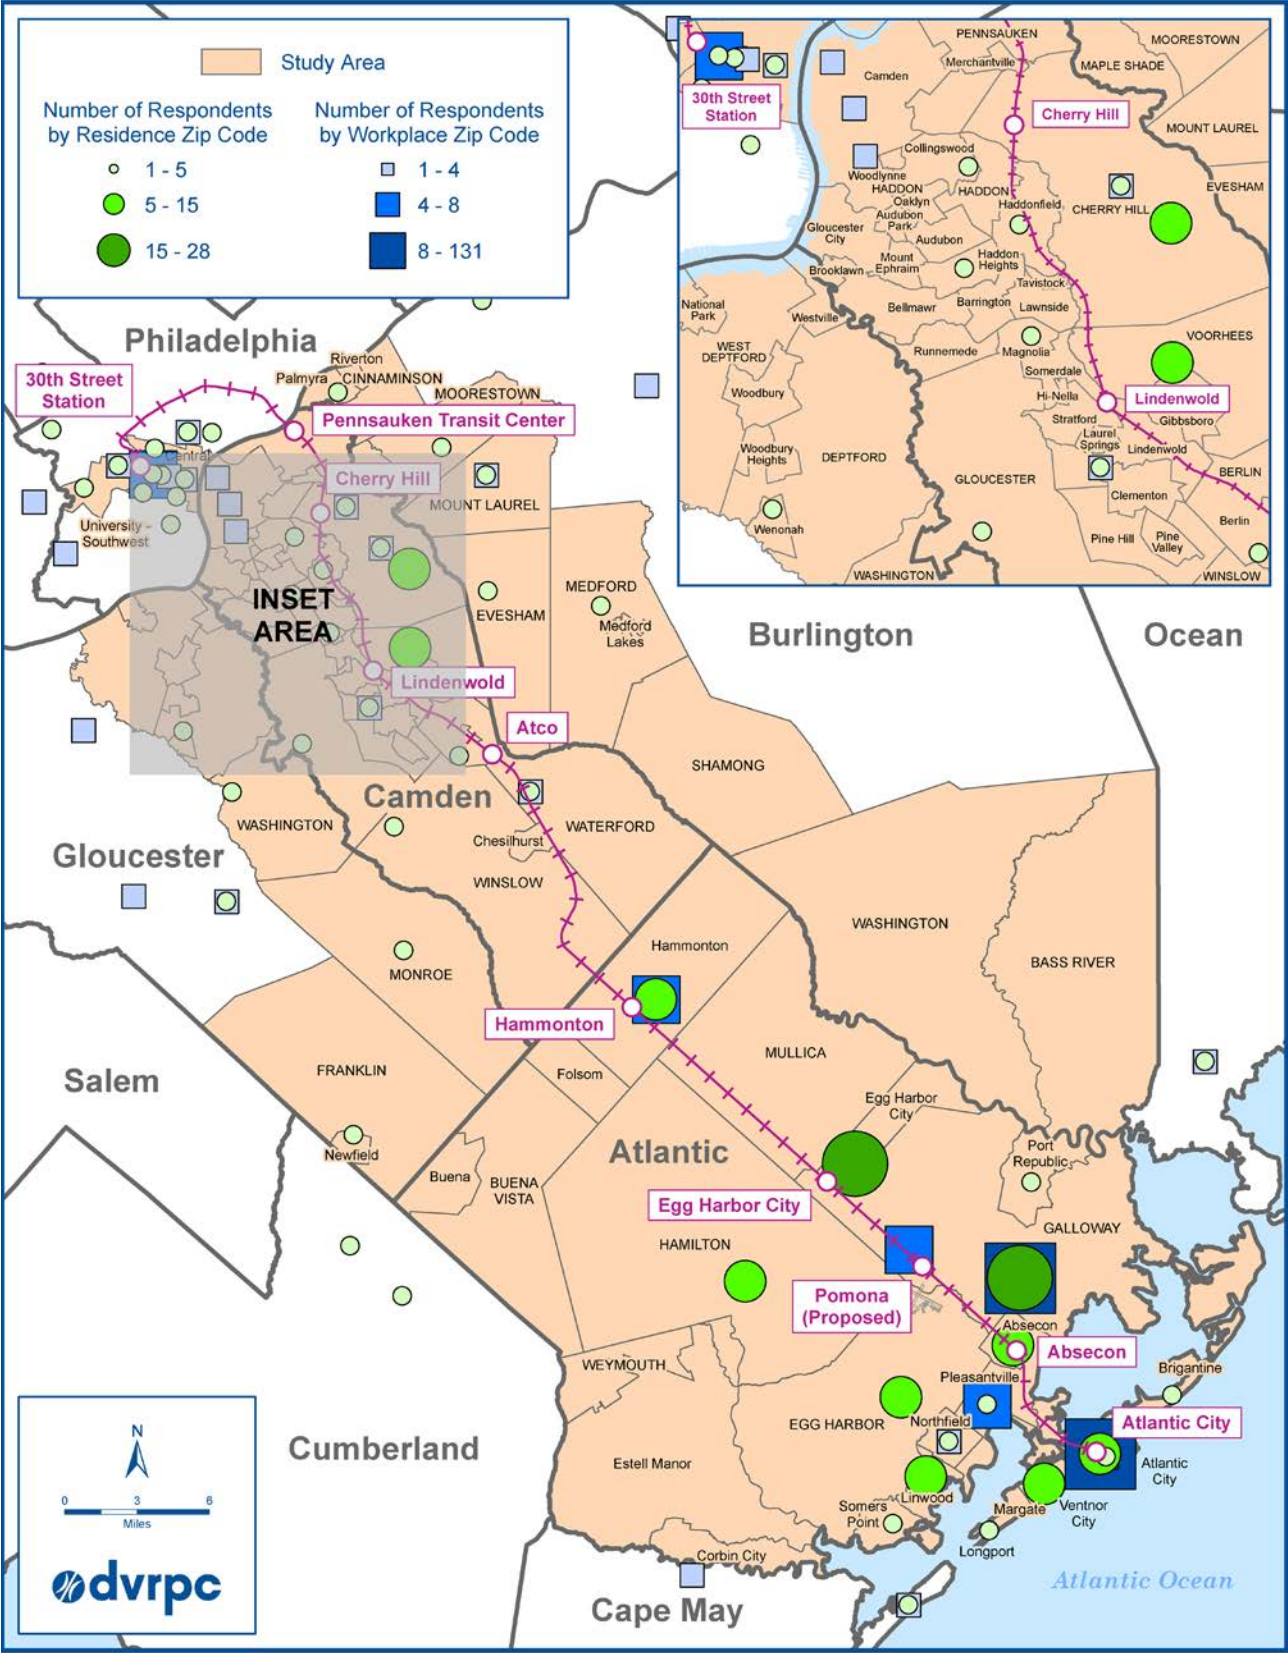 Study Area
Number of Respondents
by Residence Zip Code
1 - 5
5 - 15
15 - 28
Number of Respondents
by Workplace Zip Code
1 - 4
4 - 8
8 - 131
PENNSAUKEN
Merchantville
MOORESTOWN
MAPLE SHADE
Camden
30th Street
Station
Cherry Hill
MOUNT LAUREL
Collingswood
Woodlynne
HADDON
Oaklyn
HADDON
EVESHAM
Audubon
Park
Haddonfield
CHERRY HILL
Gloucester
City
Audubon
Mount
Ephraim
Haddon
Heights
Brooklawn
Tavistock
National
Park
Bellmawr
Barrington
Lawnside
Westville
VOORHEES
WEST
DEPTFORD
Runnemede
Magnolia
Somerdale
Woodbury
Hi-Nella
Lindenwold
Stratford
Gibbsboro
Laurel
Springs
Lindenwold
Woodbury
Heights
DEPTFORD
BERLIN
GLOUCESTER
Clementon
Berlin
Wenonah
Pine Hill
Pine
Valley
WASHINGTON
WINSLOW
Philadelphia
Riverton
30th Street
Station
Palmyra
CINNAMINSON
MOORESTOWN
Pennsauken Transit Center
Central
Cherry Hill
MOUNT LAUREL
University -
Southwest
INSET
AREA
EVESHAM
MEDFORD
Medford
Lakes
Burlington
Ocean
Lindenwold
Atco
SHAMONG
Camden
WASHINGTON
Chesilhurst
WATERFORD
Gloucester
WINSLOW
WASHINGTON
Hammonton
BASS RIVER
MONROE
Hammonton
MULLICA
Salem
FRANKLIN
Folsom
Egg Harbor
City
Newfield
Atlantic
Port
Republic
Buena
BUENA
VISTA
Egg Harbor City
GALLOWAY
HAMILTON
Pomona
(Proposed)
Absecon
Absecon
WEYMOUTH
Pleasantville
Brigantine
EGG HARBOR
Northfield
Atlantic City
Cumberland
Estell Manor
Atlantic
City
Linwood
Somers
Point
Margate
Ventnor
City
Longport
Corbin City
Atlantic Ocean
Cape May
N
0 3 6
Miles
dvrpc